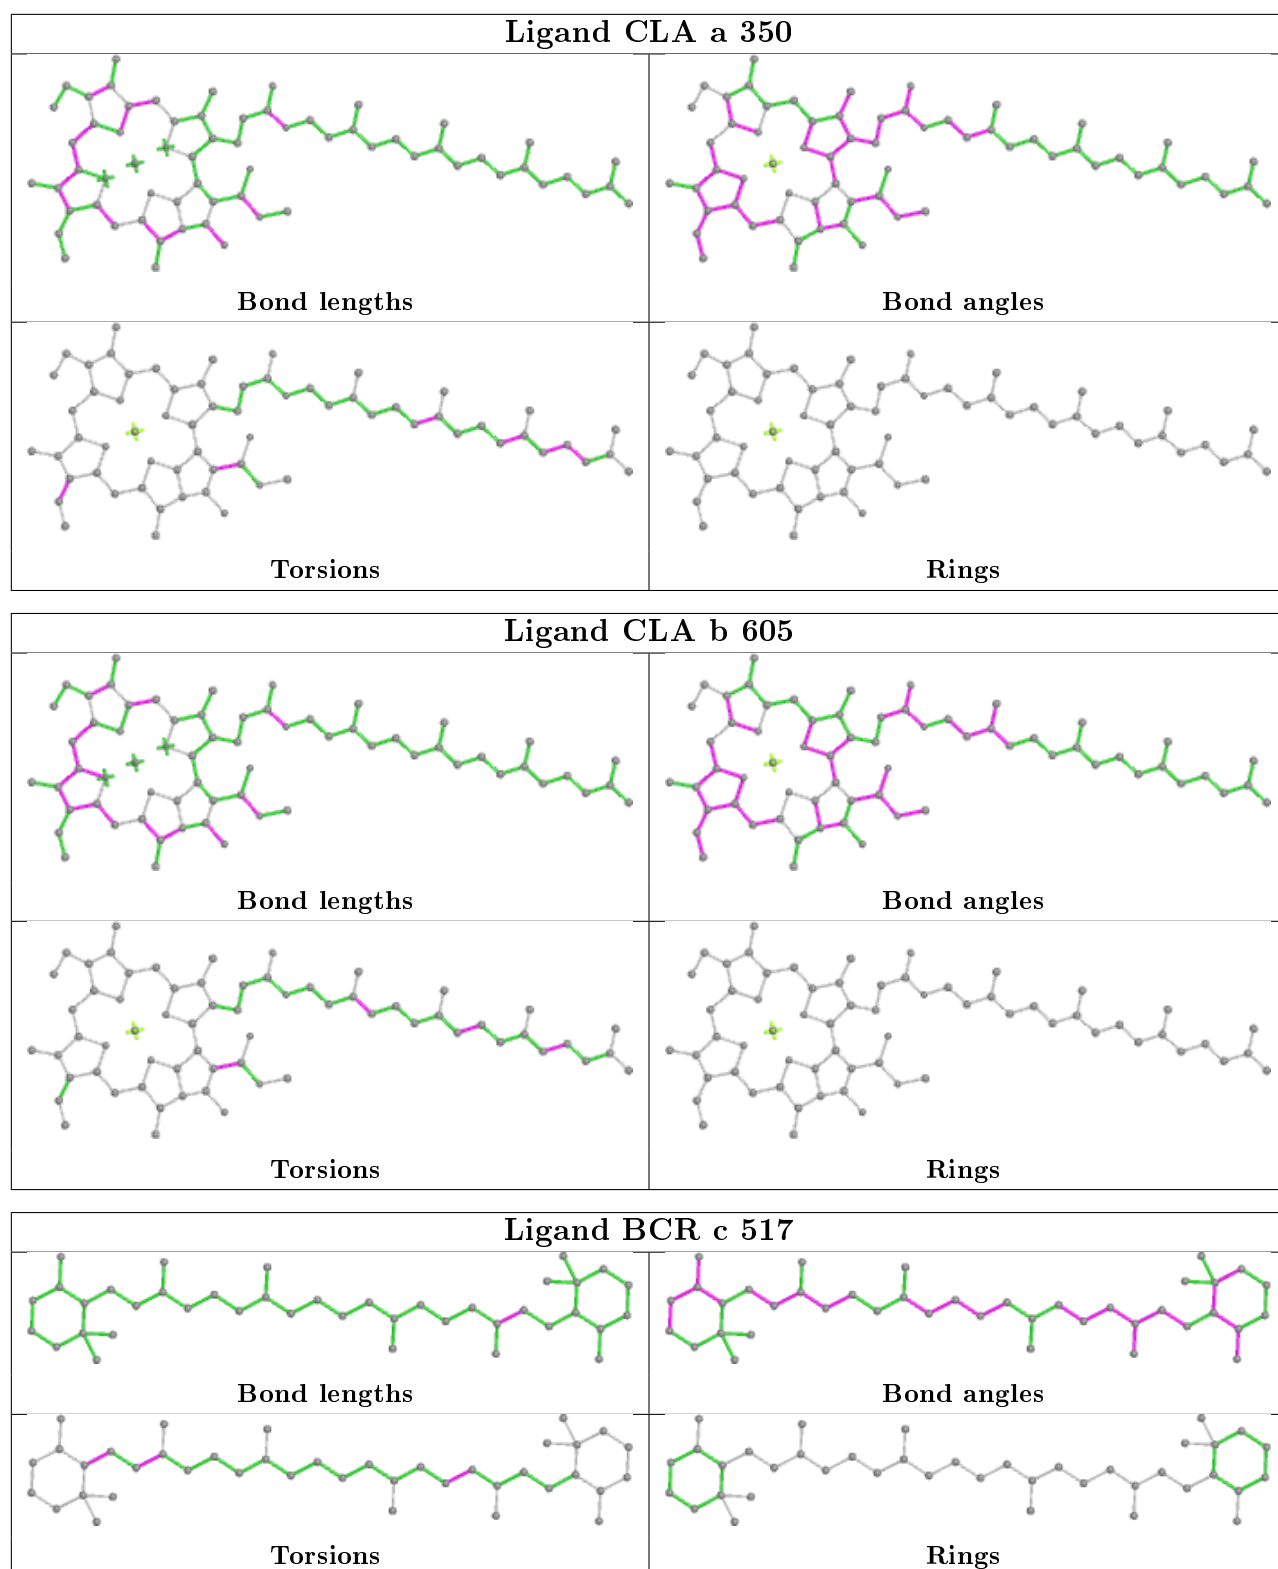 Ligand CLA a 350
Bond lengths
Bond angles
Torsions
Rings
Ligand CLA b 605
Bond lengths
Bond angles
Torsions
Rings
Ligand BCR c 517
Bond lengths
Bond angles
Torsions
Rings